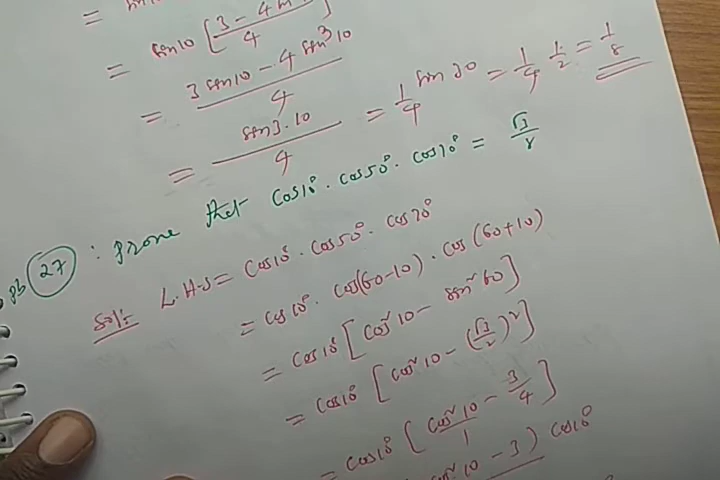 = sin10 [3 - 4
4
= 3 sin10 - 4 sin³10
4
= sin3.10 / 4 = 1/4 sin 30 = 1/4 . 1/2 = 1/8
Pb 27 : Prove that cos10° . cos50° . cos70° = √3/8
Sol: L.H.S = cos10° . cos50° . cos70°
= cos10° . cos(60-10) . cos(60+10)
= cos10° [cos²10 - sin²60]
= cos10° [cos²10 - (√3/2)²]
= cos10° [cos²10/1 - 3/4]
cos²10 - 3) cos10°